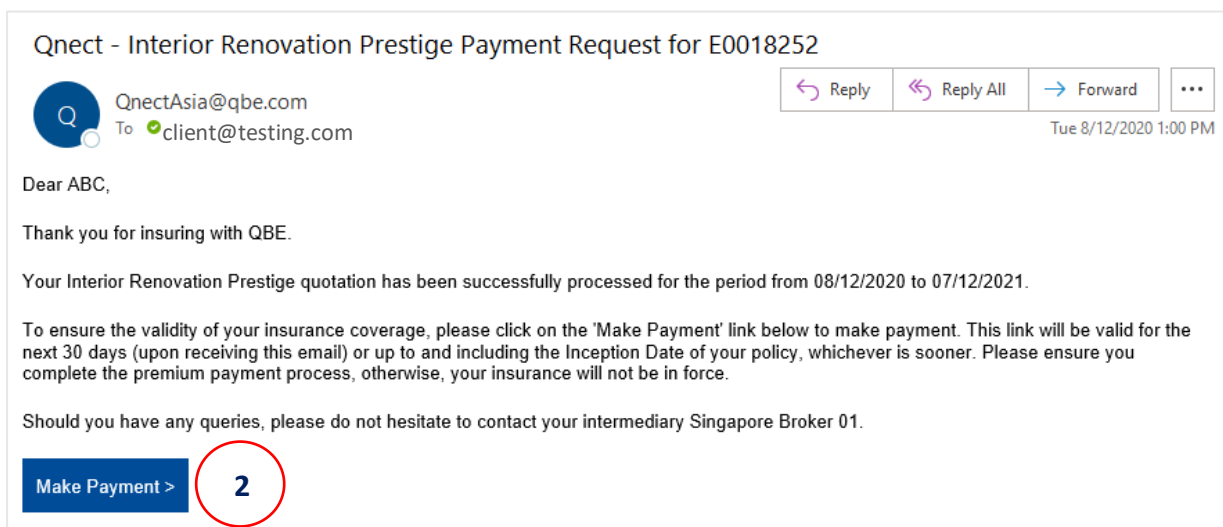 Qnect - Interior Renovation Prestige Payment Request for E0018252
Q
QnectAsia@qbe.com
To client@testing.com
Reply
Reply All
Forward
...
Tue 8/12/2020 1:00 PM
Dear ABC,
Thank you for insuring with QBE.
Your Interior Renovation Prestige quotation has been successfully processed for the period from 08/12/2020 to 07/12/2021.
To ensure the validity of your insurance coverage, please click on the 'Make Payment' link below to make payment. This link will be valid for the
next 30 days (upon receiving this email) or up to and including the Inception Date of your policy, whichever is sooner. Please ensure you
complete the premium payment process, otherwise, your insurance will not be in force.
Should you have any queries, please do not hesitate to contact your intermediary Singapore Broker 01.
Make Payment >
2